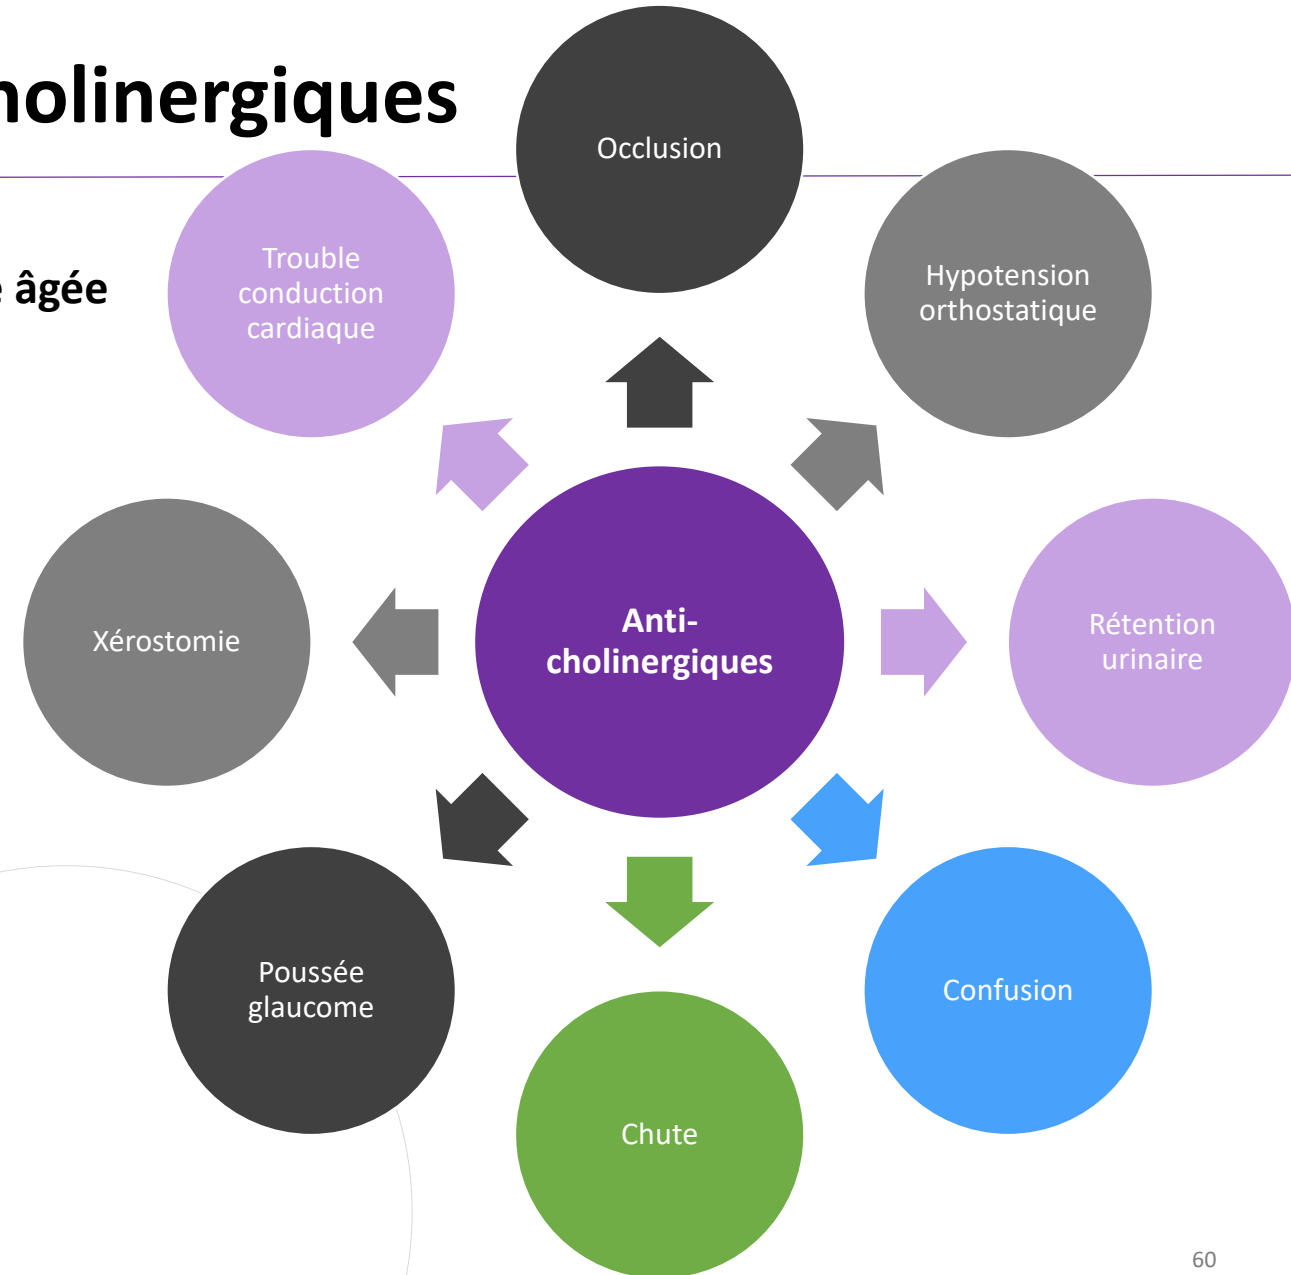 holinergiques
âgée
Occlusion
Hypotension
orthostatique
Rétention
urinaire
Confusion
Chute
Poussée
glaucome
Xérostomie
Trouble
conduction
cardiaque
Anti-
cholinergiques
60